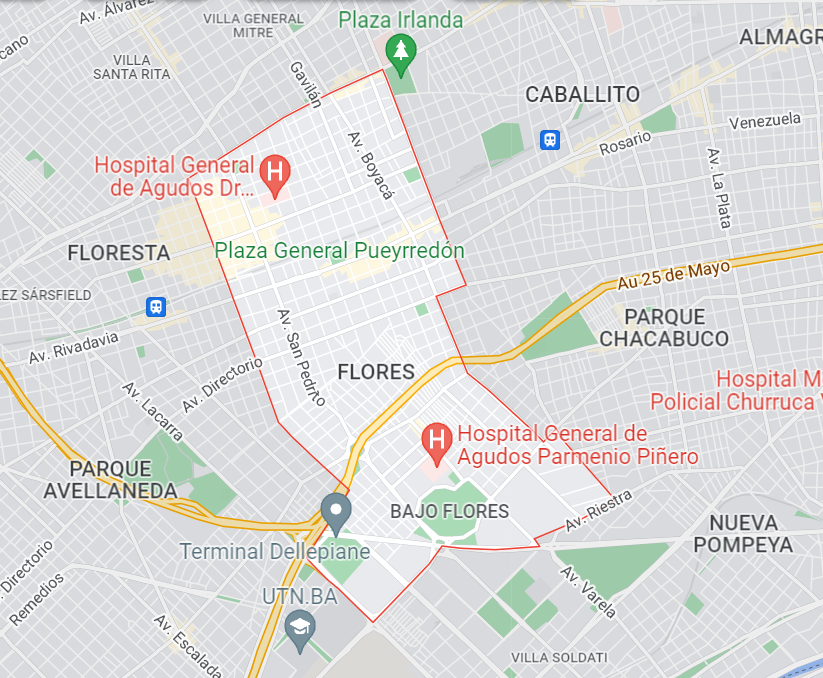 Av. Álvarez
VILLA GENERAL
MITRE
Plaza Irlanda
cano
ALMAGR
VILLA
SANTA RITA
Gavilán
CABALLITO
Venezuela
Rosario
Av. Boyacá
Av. La Plata
Hospital General
de Agudos Dr...
FLORESTA
Plaza General Pueyrredón
Au 25 de Mayo
LEZ SÁRSFIELD
Av. San Pedrito
PARQUE
CHACABUCO
Av. Rivadavia
Av. Directorio
FLORES
Hospital M
Policial Churruca V
Av. Lacarra
Hospital General de
Agudos Parmenio Piñero
PARQUE
AVELLANEDA
BAJO FLORES
Av. Riestra
NUEVA
POMPEYA
Terminal Dellepiane
Directorio
Remedios
UTN.BA
Av. Varela
Av. Escalada
VILLA SOLDATI